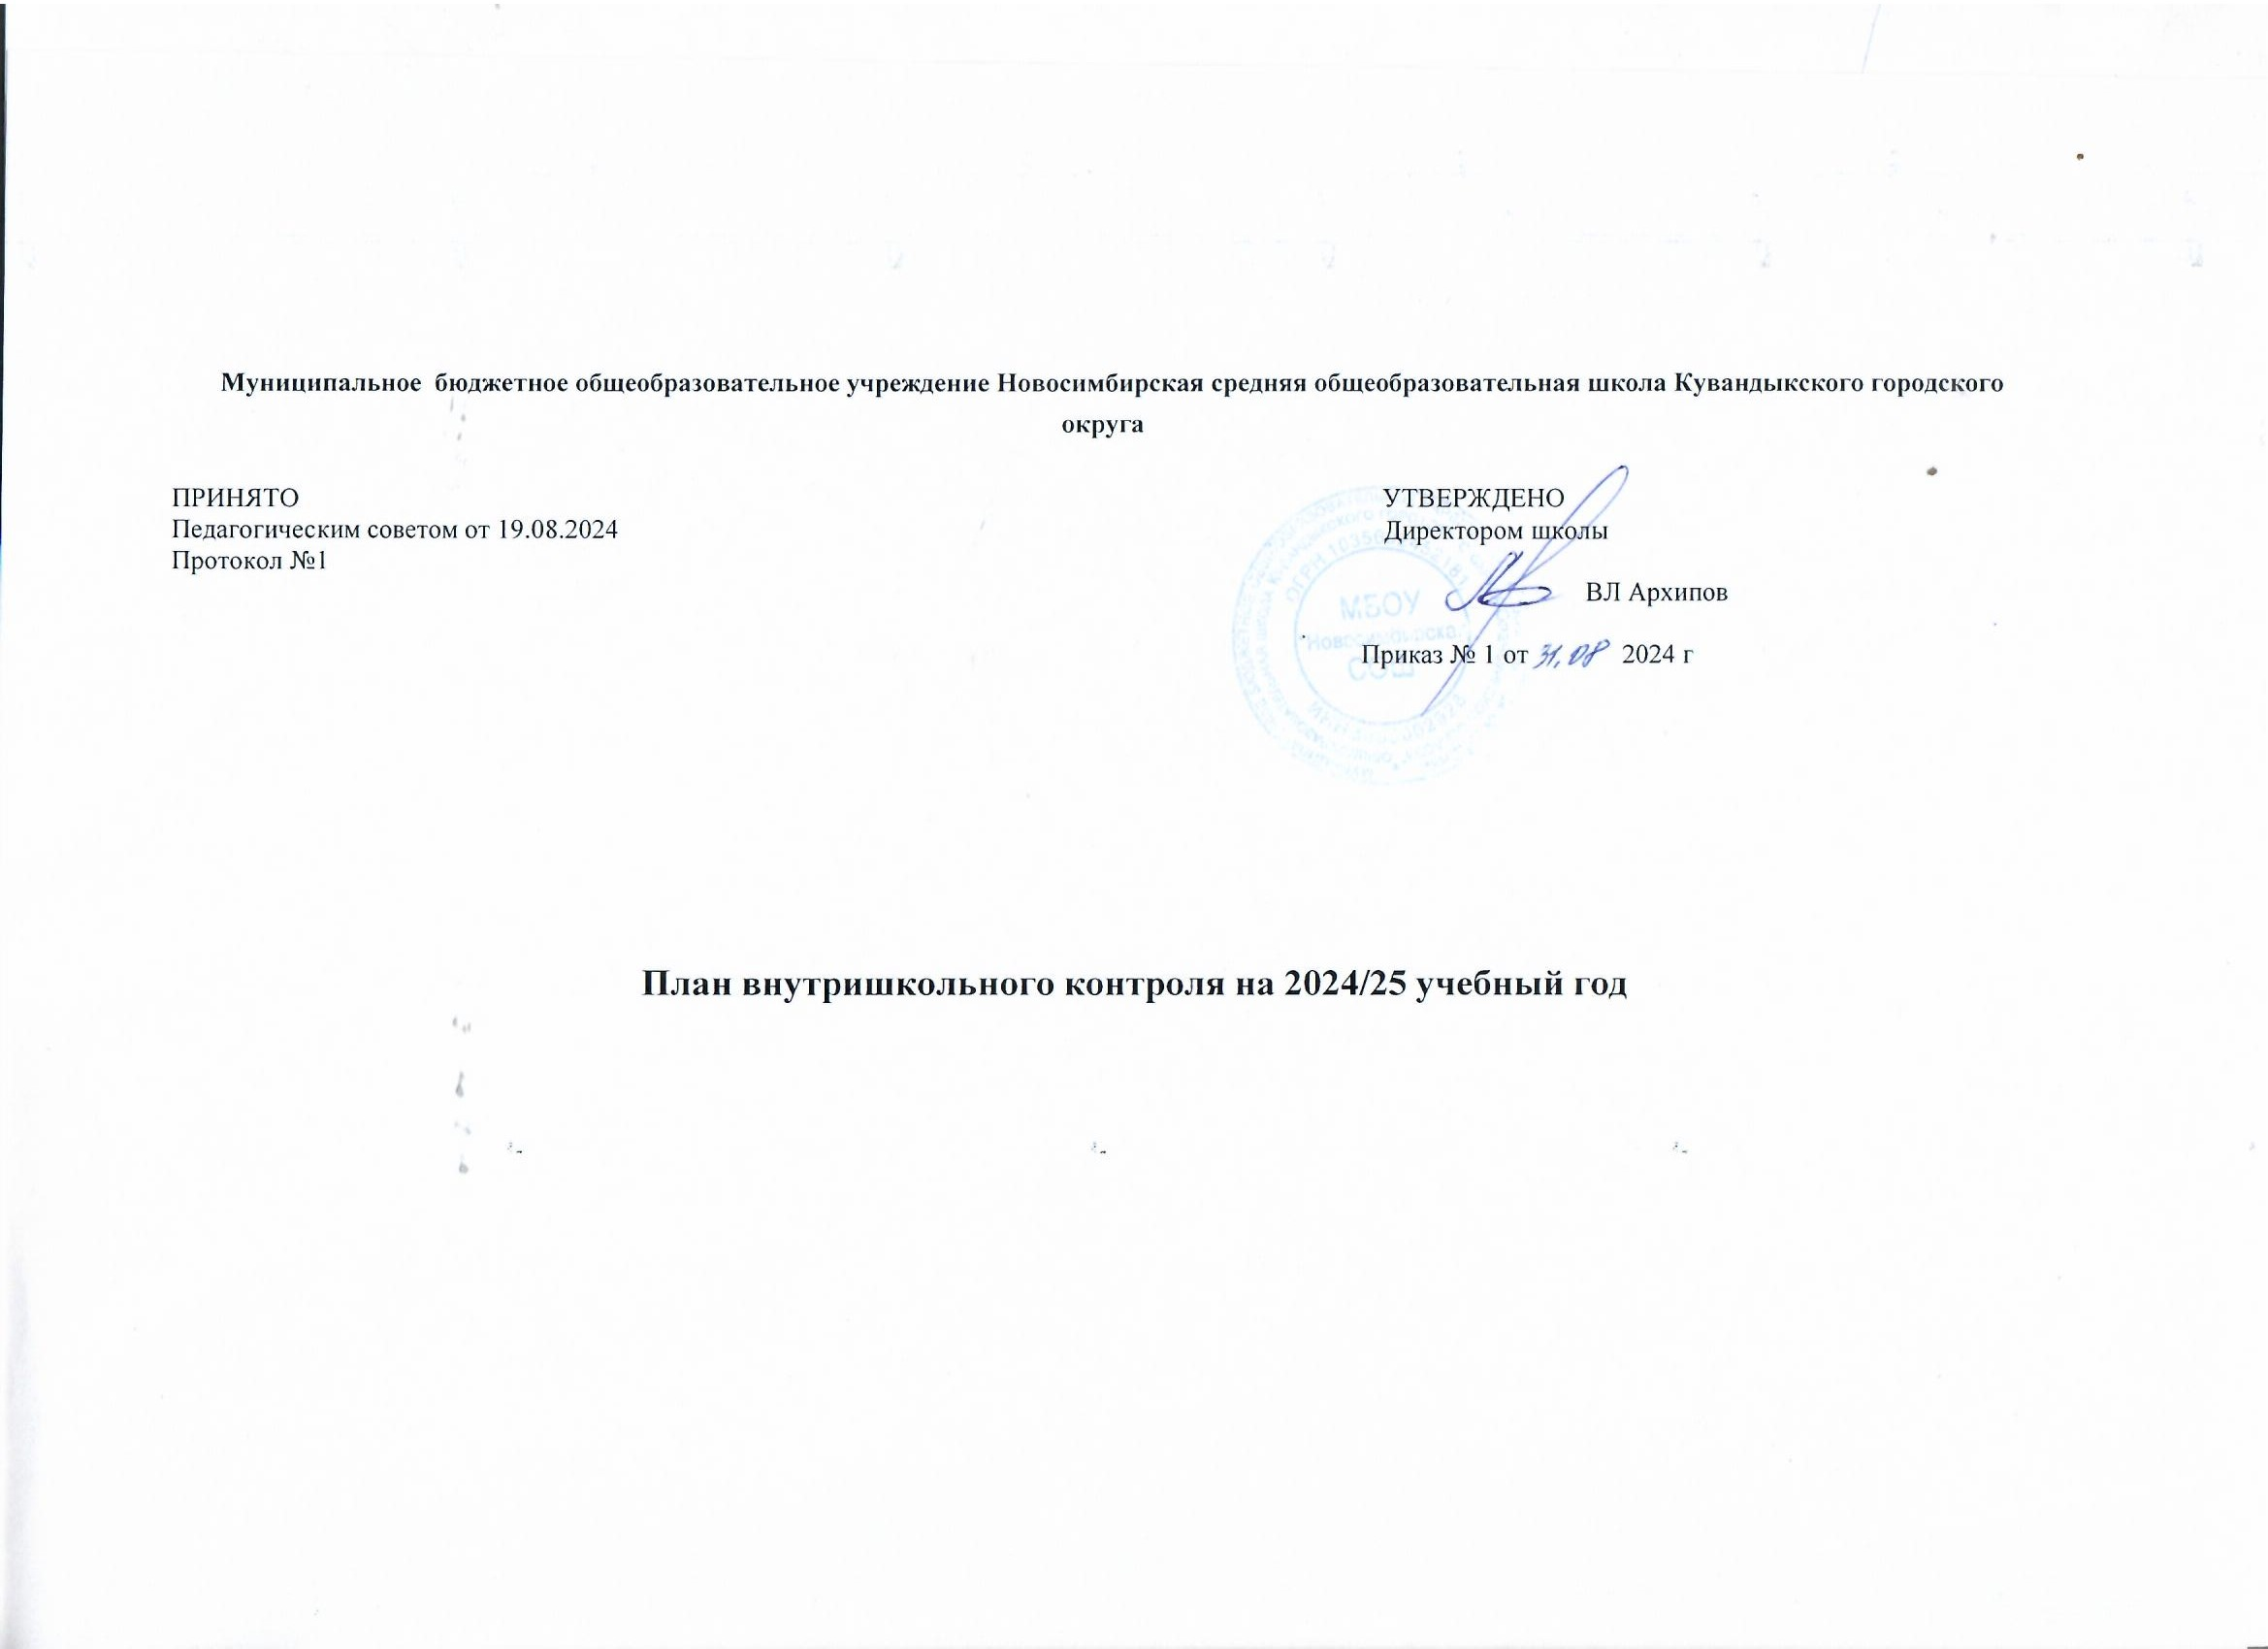 Муниципальное бюджетное общеобразовательное учреждение Новосимбирская средняя общеобразовательная школа Кувандыкского городского
округа
ПРИНЯТО
Педагогическим советом от 19.08.2024
Протокол №1
УТВЕРЖДЕНО
Директором школы
ВЛ Архипов
Приказ № 1 от 31.08 2024 г
МБОУ
СОШ
План внутришкольного контроля на 2024/25 учебный год